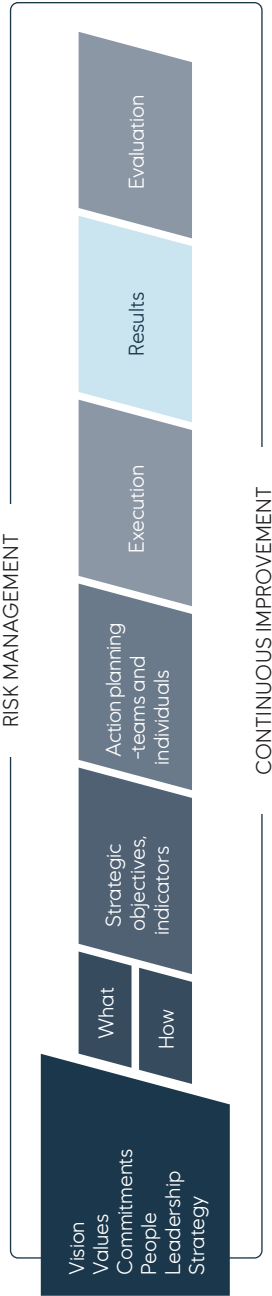 RISK MANAGEMENT
Vision
Values
Commitments
People
Leadership
Strategy
What
How
Strategic
objectives,
indicators
Action planning
-teams and
individuals
Execution
Results
Evaluation
CONTINUOUS IMPROVEMENT